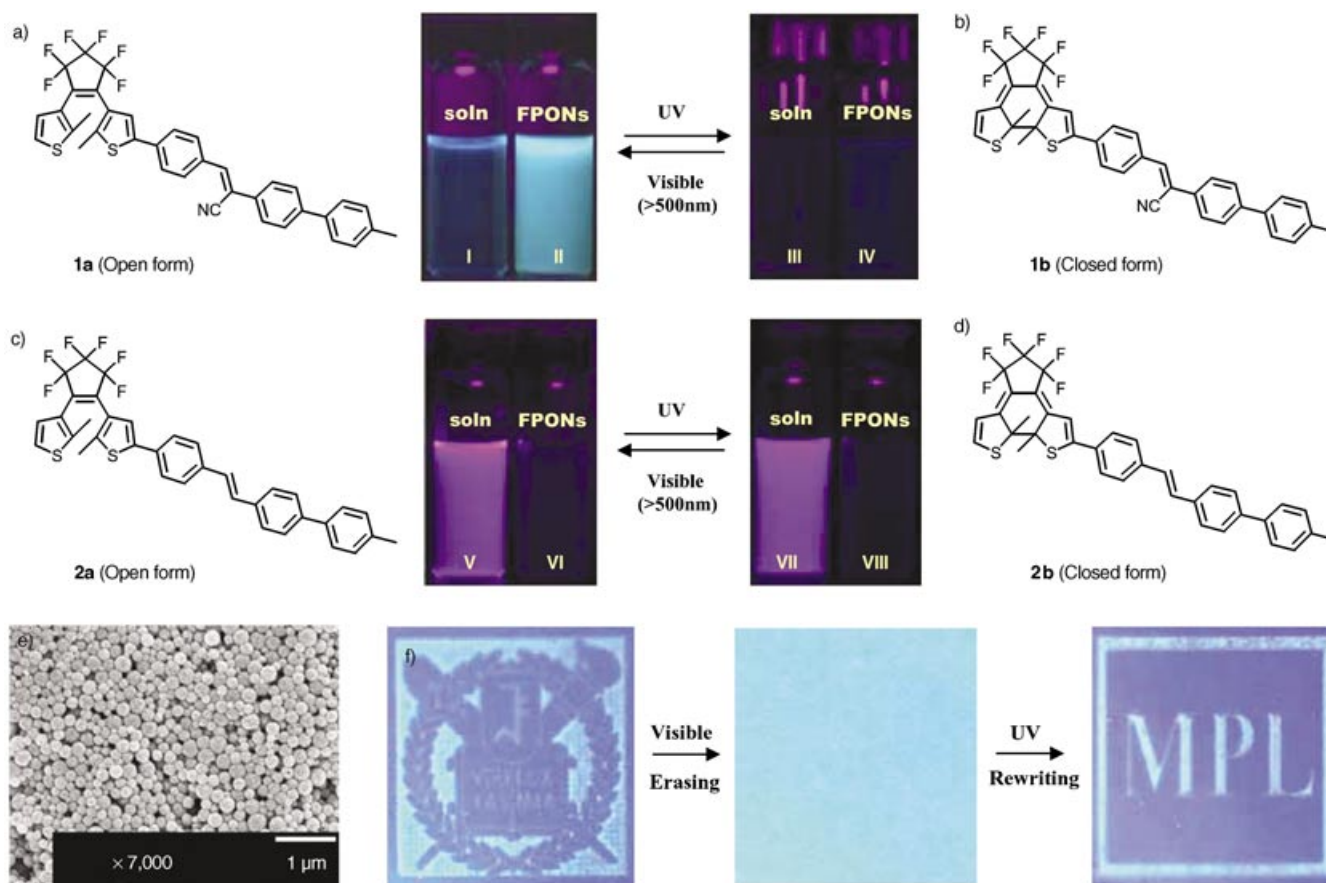 a)
F F F F F F
S S
NC
1a (Open form)
soln FPONs
I II
UV
Visible
(>500nm)
soln FPONs
III IV
b)
F F F F F F
S S
NC
1b (Closed form)
c)
F F F F F F
S S
2a (Open form)
soln FPONs
V VI
UV
Visible
(>500nm)
soln FPONs
VII VIII
d)
F F F F F F
S S
2b (Closed form)
e)
× 7,000 1 µm
f)
Visible
Erasing
UV
Rewriting
MPL